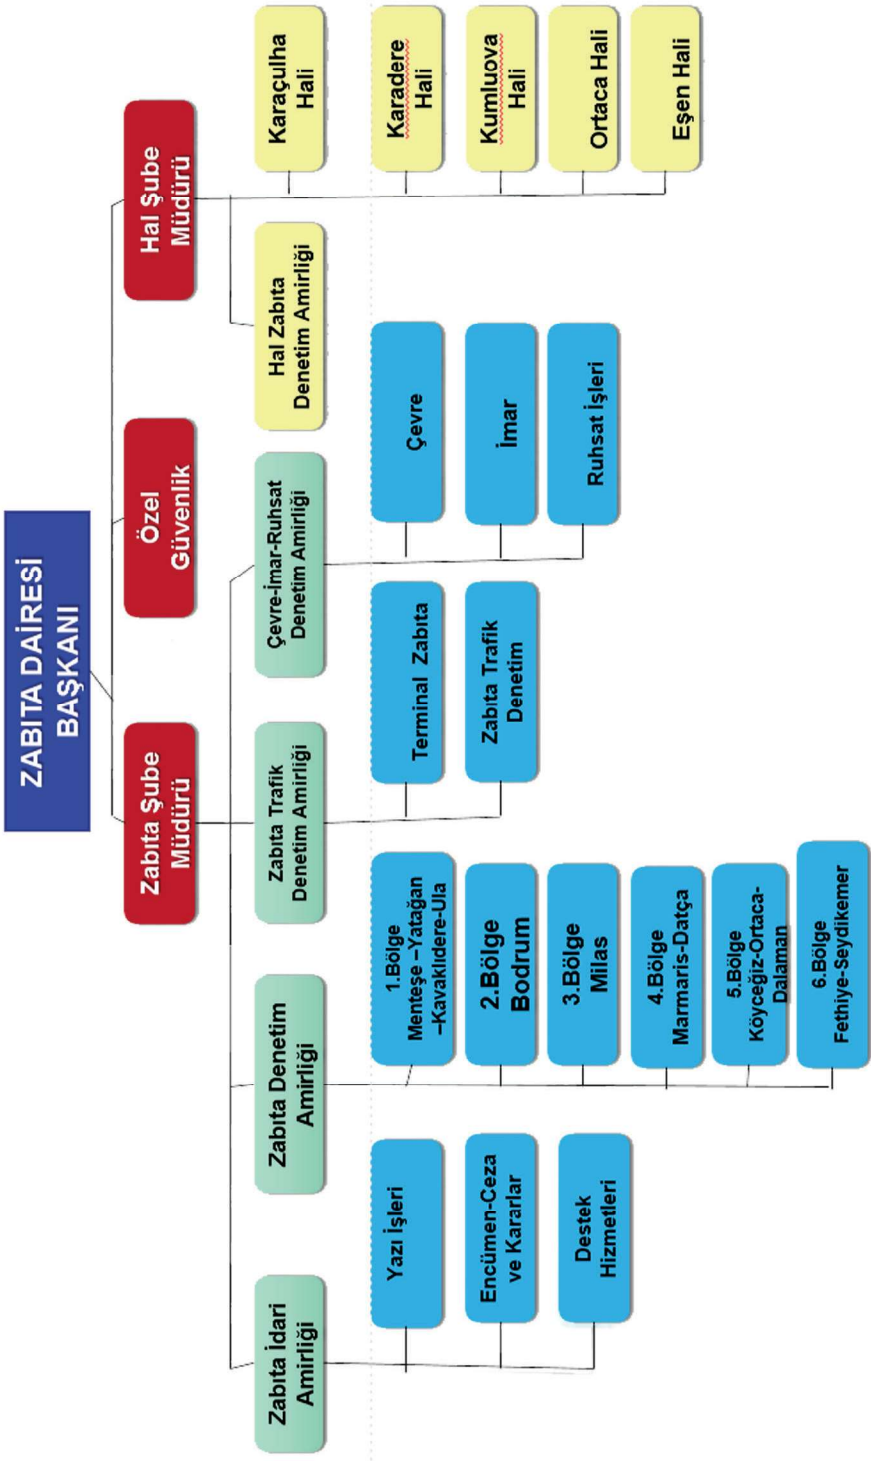 ZABITA DAİRESİ
BAŞKANI
Zabıta Şube
Müdürü
Özel
Güvenlik
Hal Şube
Müdürü
Zabıta İdari
Amirliği
Zabıta Denetim
Amirliği
Zabıta Trafik
Denetim Amirliği
Çevre-İmar-Ruhsat
Denetim Amirliği
Hal Zabıta
Denetim Amirliği
Karaçulha
Hali
Yazı İşleri
Encümen-Ceza
ve Kararlar
Destek
Hizmetleri
1.Bölge
Menteşe –Yatağan
–Kavaklıdere-Ula
2.Bölge
Bodrum
3.Bölge
Milas
4.Bölge
Marmaris-Datça
5.Bölge
Köyceğiz-Ortaca-
Dalaman
6.Bölge
Fethiye-Seydikemer
Terminal Zabıta
Zabıta Trafik
Denetim
Çevre
İmar
Ruhsat İşleri
Karadere
Hali
Kumluova
Hali
Ortaca Hali
Eşen Hali